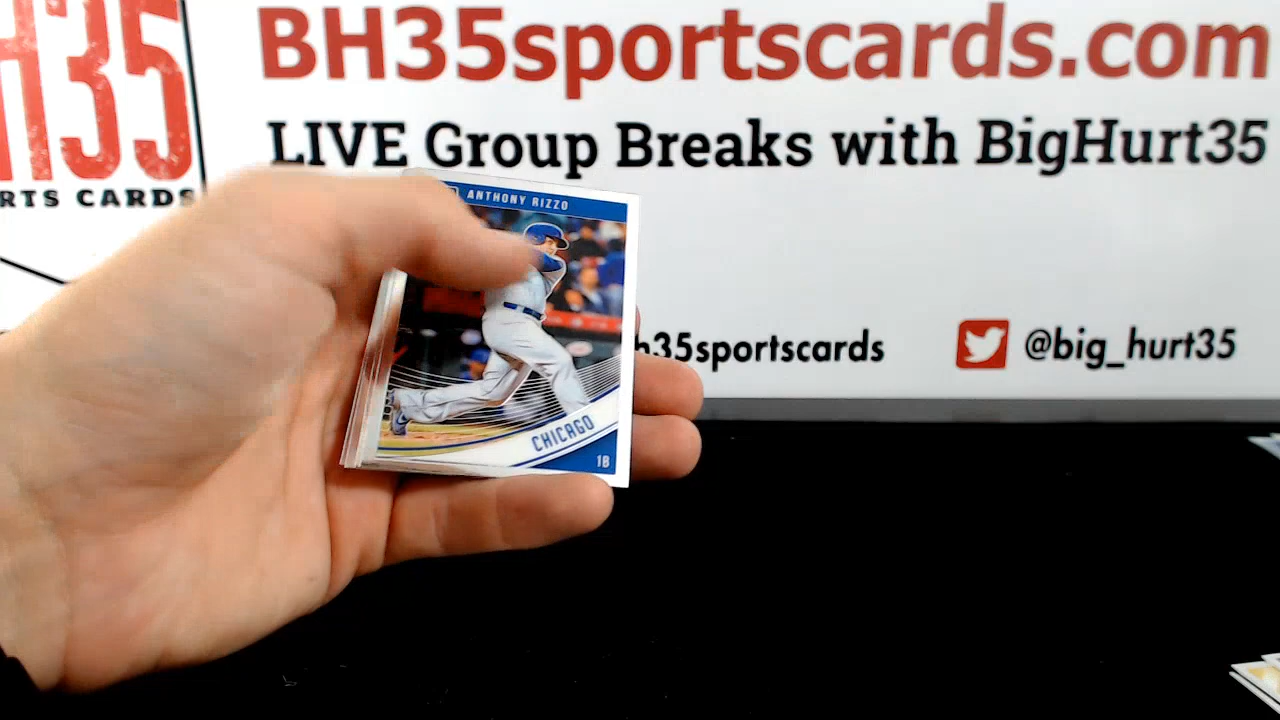 H35
RTS CARDS
BH35sportscards.com
LIVE Group Breaks with BigHurt35
h35sportscards
@big_hurt35
ANTHONY RIZZO
CHICAGO
1B